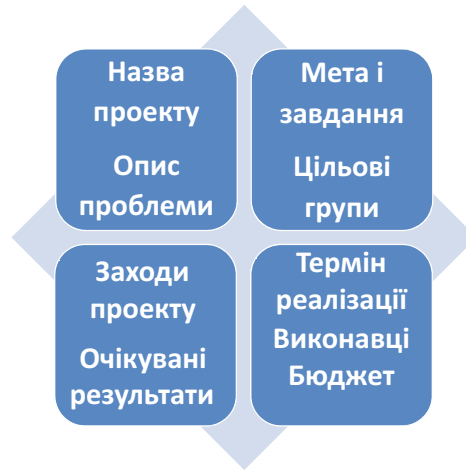 Назва
проекту
Опис
проблеми
Мета і
завдання
Цільові
групи
Заходи
проекту
Очікувані
результати
Термін
реалізації
Виконавці
Бюджет